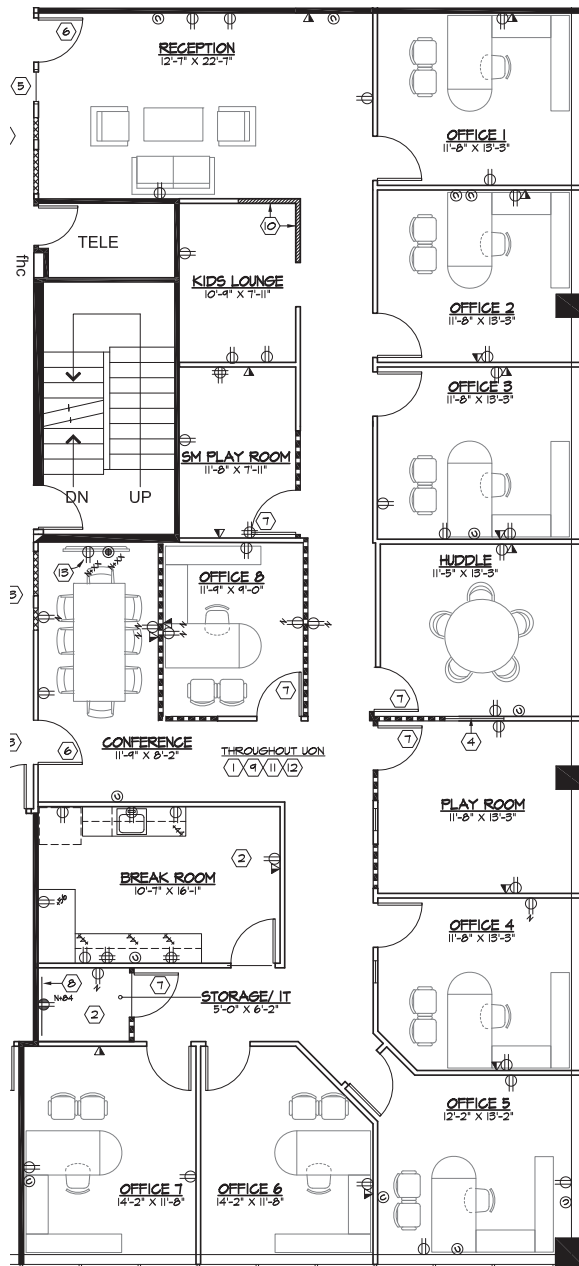 6
RECEPTION
12'-7" X 22'-7"
5
OFFICE 1
11'-8" X 13'-3"
TELE
fhc
10
KIDS LOUNGE
10'-9" X 7'-11"
OFFICE 2
11'-8" X 13'-3"
OFFICE 3
11'-8" X 13'-3"
SM PLAY ROOM
11'-8" X 7'-11"
DN
UP
7
13
OFFICE 8
11'-9" X 9'-0"
HUDDLE
11'-5" X 13'-3"
7
7
6
CONFERENCE
11'-9" X 8'-2"
THROUGHOUT UON
1 9 11 12
7
4
PLAY ROOM
11'-8" X 13'-3"
2
BREAK ROOM
10'-7" X 16'-1"
OFFICE 4
11'-8" X 13'-3"
8
7
N+84
2
STORAGE/ IT
5'-0" X 6'-2"
OFFICE 5
12'-2" X 13'-2"
OFFICE 7
14'-2" X 11'-8"
OFFICE 6
14'-2" X 11'-8"